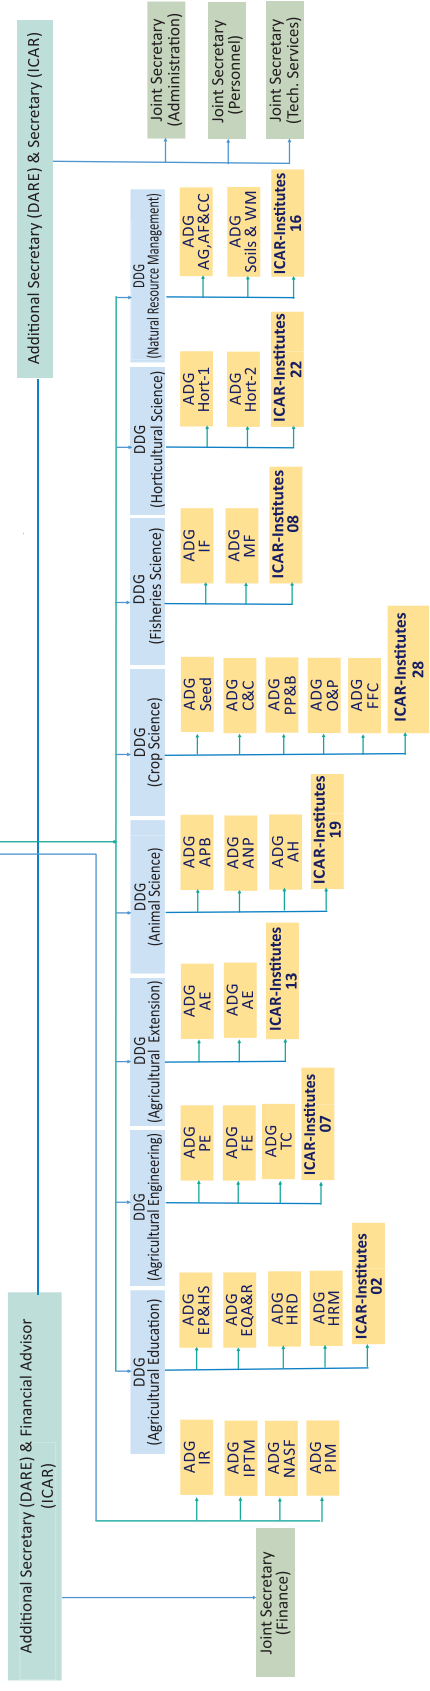 Additional Secretary (DARE) & Financial Advisor
(ICAR)
Additional Secretary (DARE) & Secretary (ICAR)
Joint Secretary
(Finance)
ADG
IR
ADG
IPTM
ADG
NASF
ADG
PIM
DDG
(Agricultural Education)
ADG
EP&HS
ADG
EQA&R
ADG
HRD
ADG
HRM
ICAR-Institutes
02
DDG
(Agricultural Engineering)
ADG
PE
ADG
FE
ADG
TC
ICAR-Institutes
07
DDG
(Agricultural Extension)
ADG
AE
ADG
AE
ICAR-Institutes
13
DDG
(Animal Science)
ADG
APB
ADG
ANP
ADG
AH
ICAR-Institutes
19
DDG
(Crop Science)
ADG
Seed
ADG
C&C
ADG
PP&B
ADG
O&P
ADG
FFC
ICAR-Institutes
28
DDG
(Fisheries Science)
ADG
IF
ADG
MF
ICAR-Institutes
08
DDG
(Horticultural Science)
ADG
Hort-1
ADG
Hort-2
ICAR-Institutes
22
DDG
(Natural Resource Management)
ADG
AG,AF&CC
ADG
Soils & WM
ICAR-Institutes
16
Joint Secretary
(Administration)
Joint Secretary
(Personnel)
Joint Secretary
(Tech. Services)